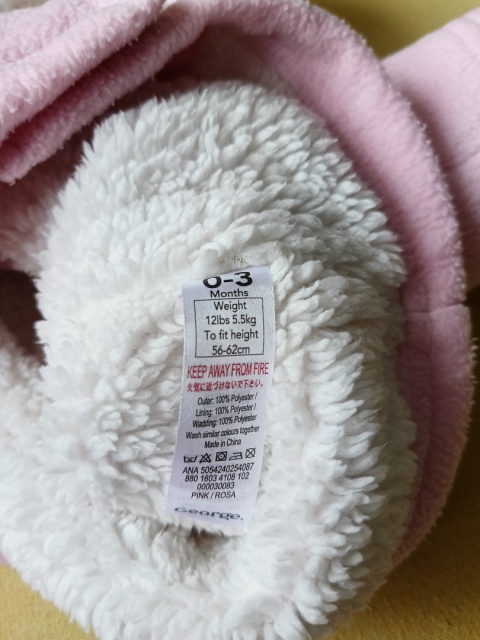 0-3
Months
Weight
12lbs 5.5kg
To fit height
56-62cm
KEEP AWAY FROM FIRE
火気に近づけないで下さい。
Outer: 100% Polyester /
Lining: 100% Polyester /
Wadding: 100% Polyester
Wash similar colours together
Made in China
ANA 5054240254087
880 1803 4108 102
000030083
PINK / ROSA
George.